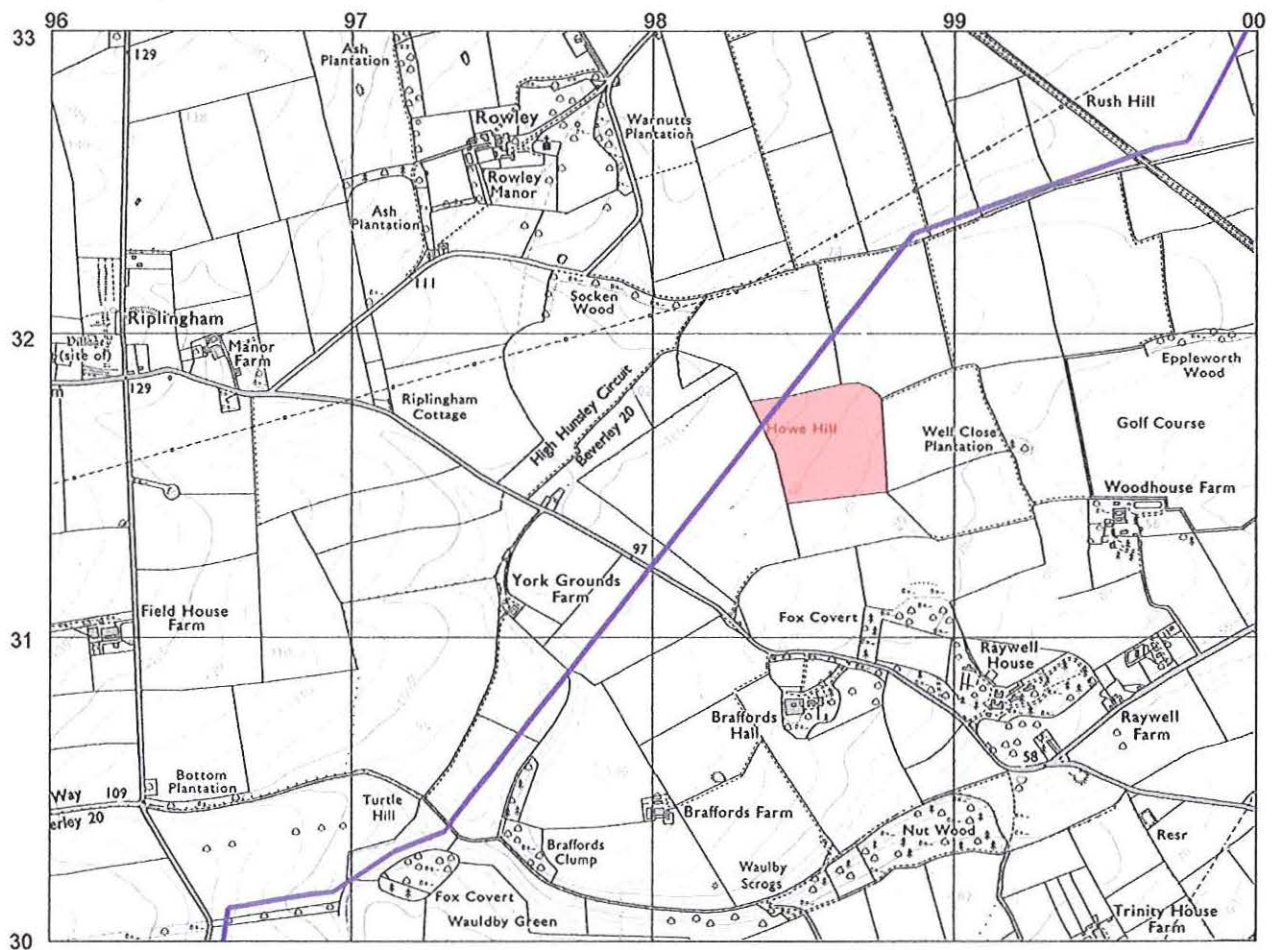 96 97 98 99 00
33
129
Ash
Plantation
Rowley
Warnutts
Plantation
Rush Hill
Rowley
Manor
Ash
Plantation
111
Socken
Wood
Riplingham
32
(site of)
Manor
Farm
129
Riplingham
Cottage
High Hunsley Circuit
Beverley 20
Howe Hill
Well Close
Plantation
Eppleworth
Wood
Golf Course
Woodhouse Farm
97
York Grounds
Farm
Field House
Farm
Fox Covert
31
Raywell
House
Braffords
Hall
Raywell
Farm
58
Bottom
Plantation
Way 109
erley 20
Turtle
Hill
Braffords
Clump
Braffords Farm
Nut Wood
Resr
Waulby
Scrogs
Fox Covert
Wauldby Green
Trinity House
Farm
30